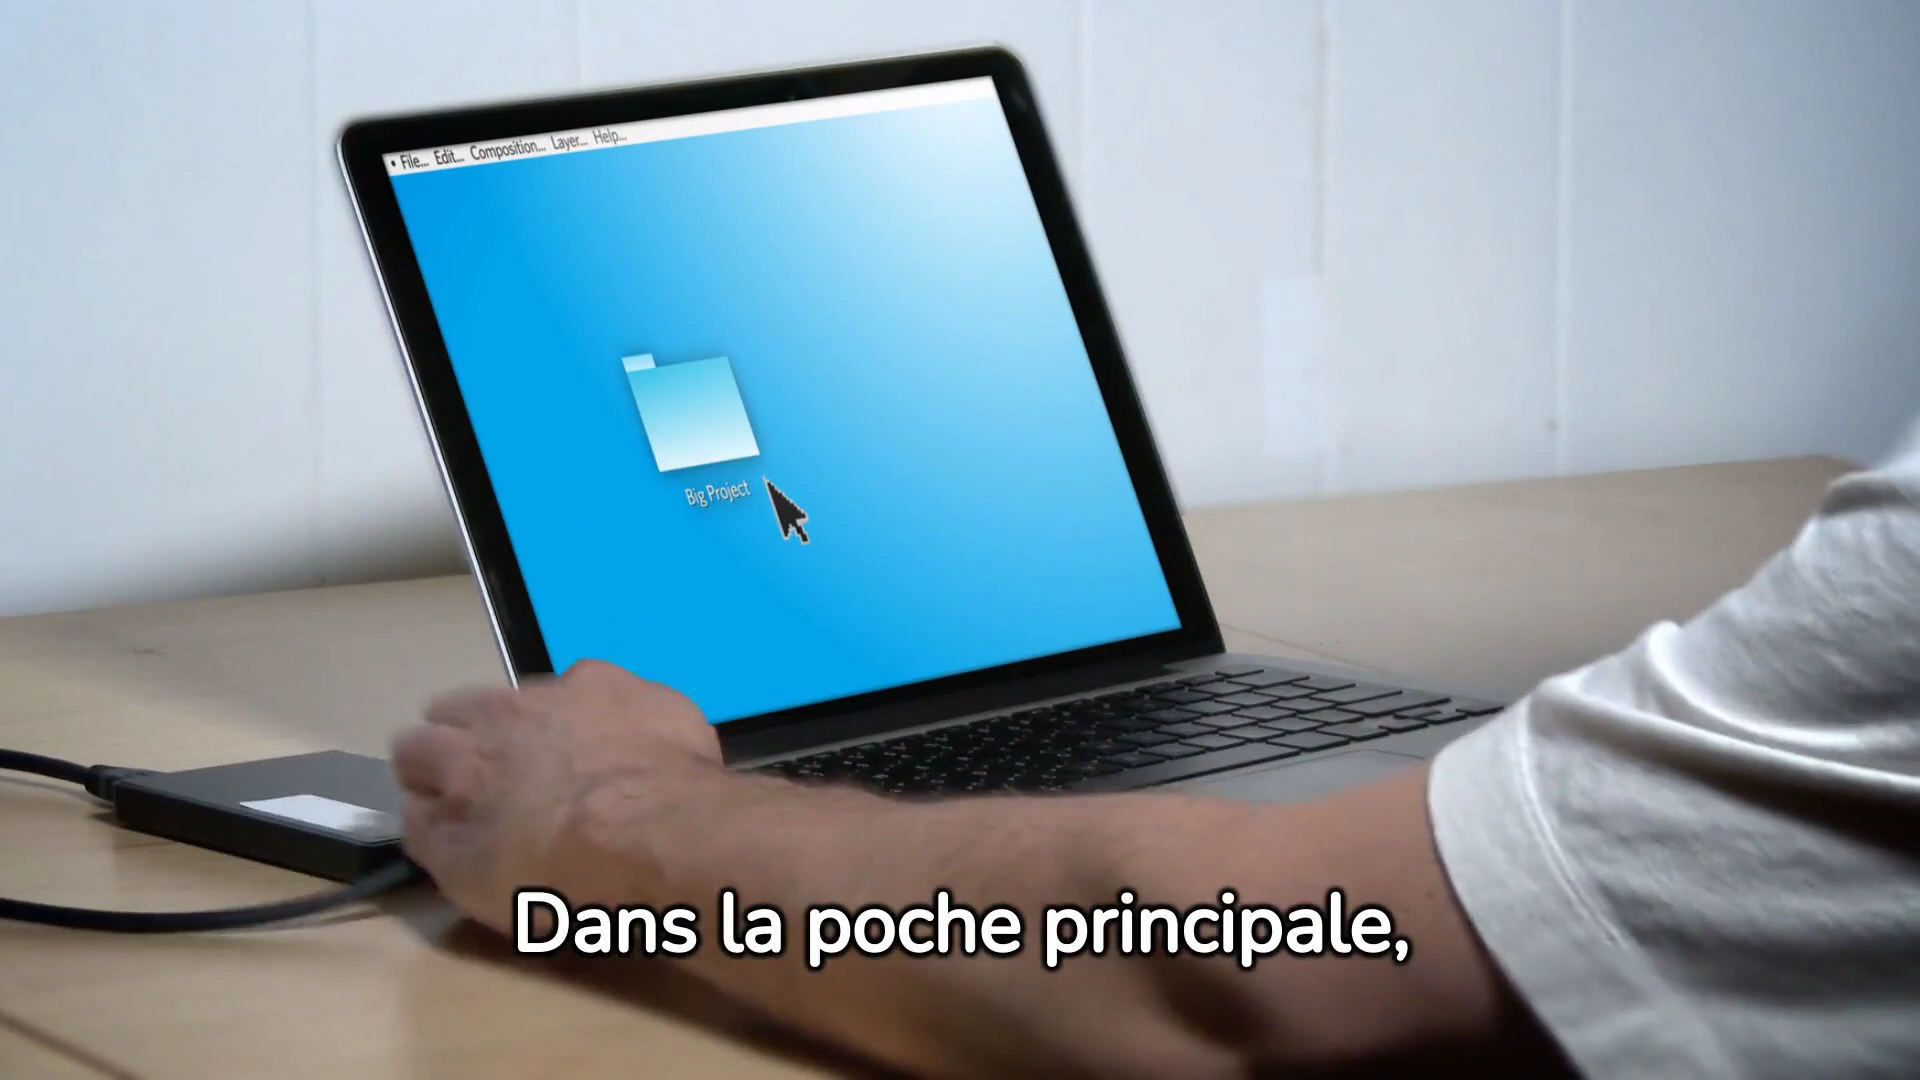 • File... Edit... Composition... Layer... Help...
Big Project
Dans la poche principale,